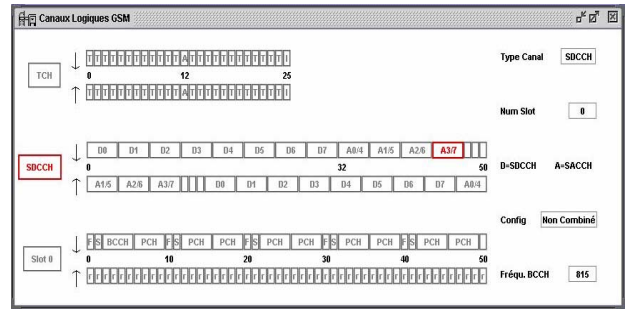 Canaux Logiques GSM
T T T T T T T T T T T T A T T T T T T T T T T T T I
Type Canal SDCCH
TCH
0 12 25
T T T T T T T T T T T T A T T T T T T T T T T T T I
Num Slot 0
D0 D1 D2 D3 D4 D5 D6 D7 A0/4 A1/5 A2/6 A3/7
SDCCH
0 32 50
D=SDCCH A=SACCH
A1/5 A2/6 A3/7 D0 D1 D2 D3 D4 D5 D6 D7 A0/4
Config Non Combiné
F S BCCH PCH F S PCH PCH F S PCH PCH F S PCH PCH F S PCH PCH
Slot 0
0 10 20 30 40 50
Fréqu. BCCH 815